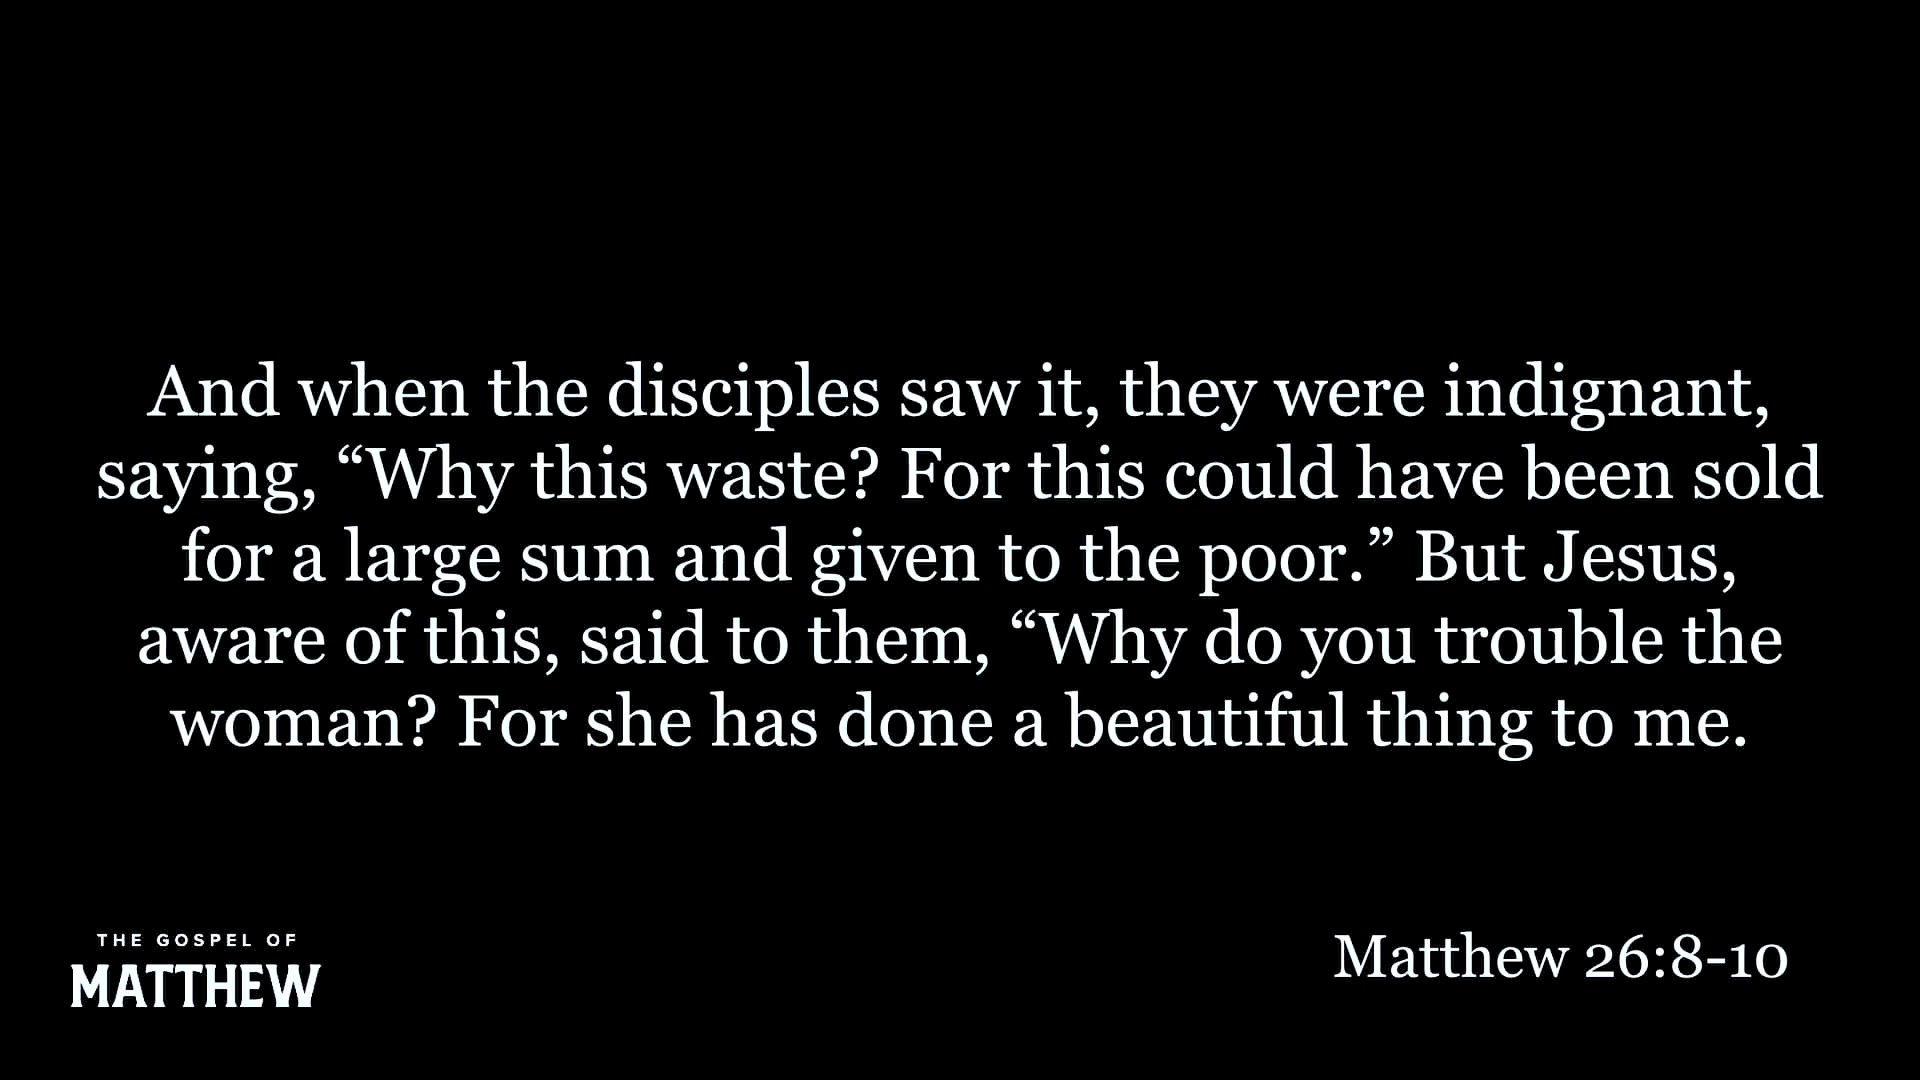 And when the disciples saw it, they were indignant,
saying, “Why this waste? For this could have been sold
for a large sum and given to the poor.” But Jesus,
aware of this, said to them, “Why do you trouble the
woman? For she has done a beautiful thing to me.
THE GOSPEL OF
MATTHEW
Matthew 26:8-10